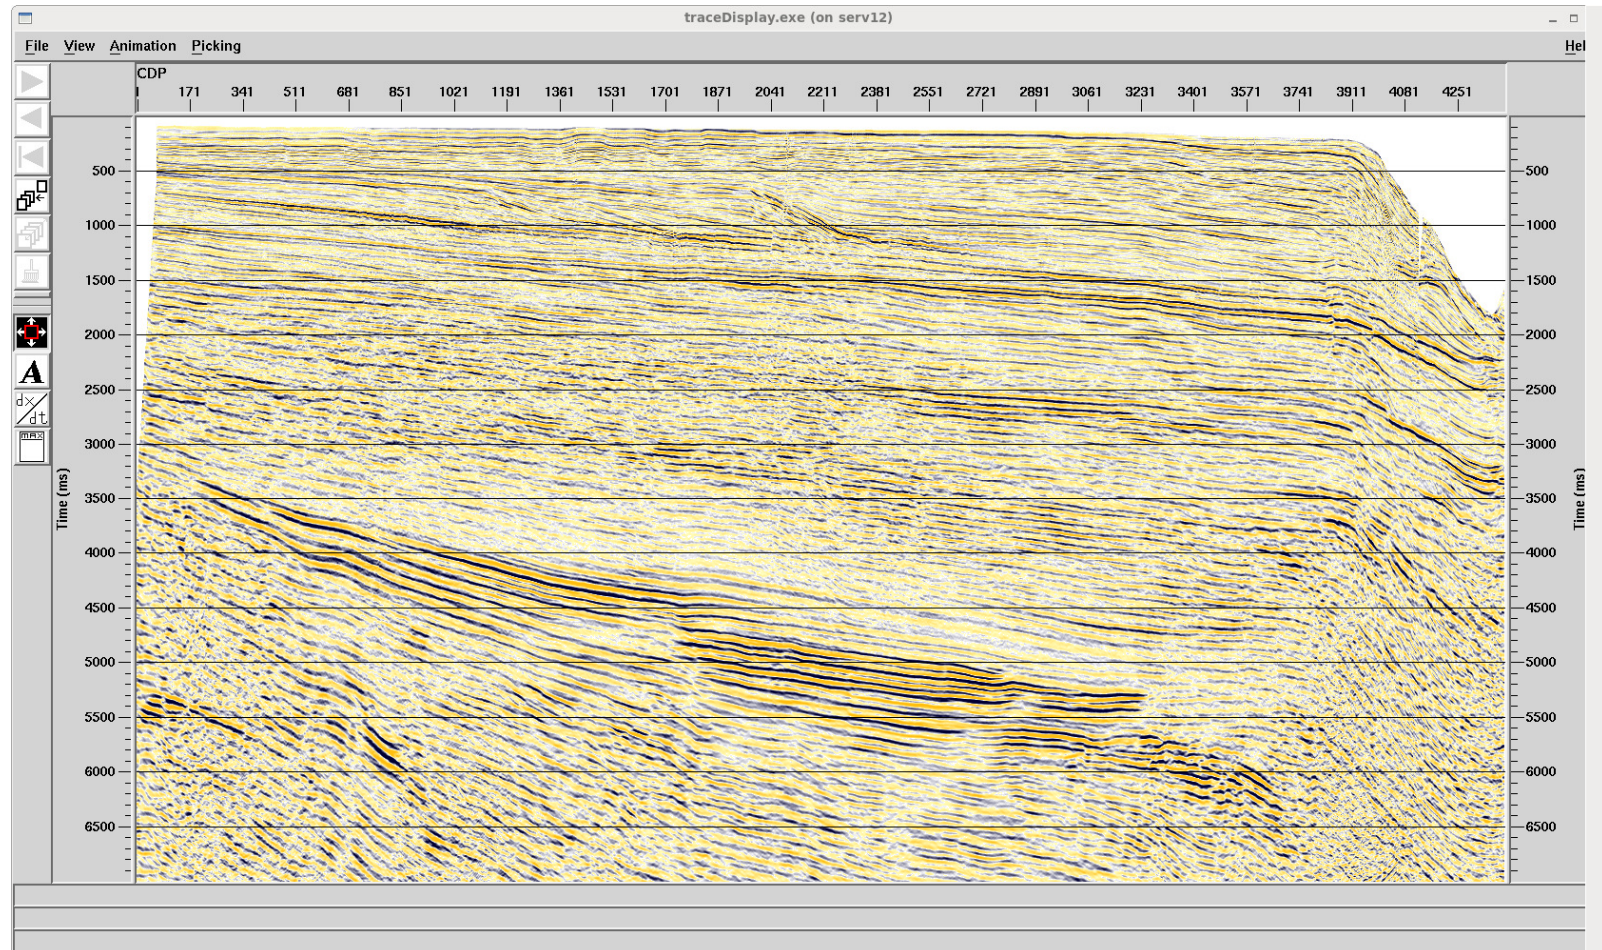 traceDisplay.exe (on serv12)
File View Animation Picking Hel
CDP
1 171 341 511 681 851 1021 1191 1361 1531 1701 1871 2041 2211 2381 2551 2721 2891 3061 3231 3401 3571 3741 3911 4081 4251
500 500
1000 1000
1500 1500
2000 2000
A
dx/dt
2500 2500
max
3000 3000
Time (ms) Time (ms)
3500 3500
4000 4000
4500 4500
5000 5000
5500 5500
6000 6000
6500 6500